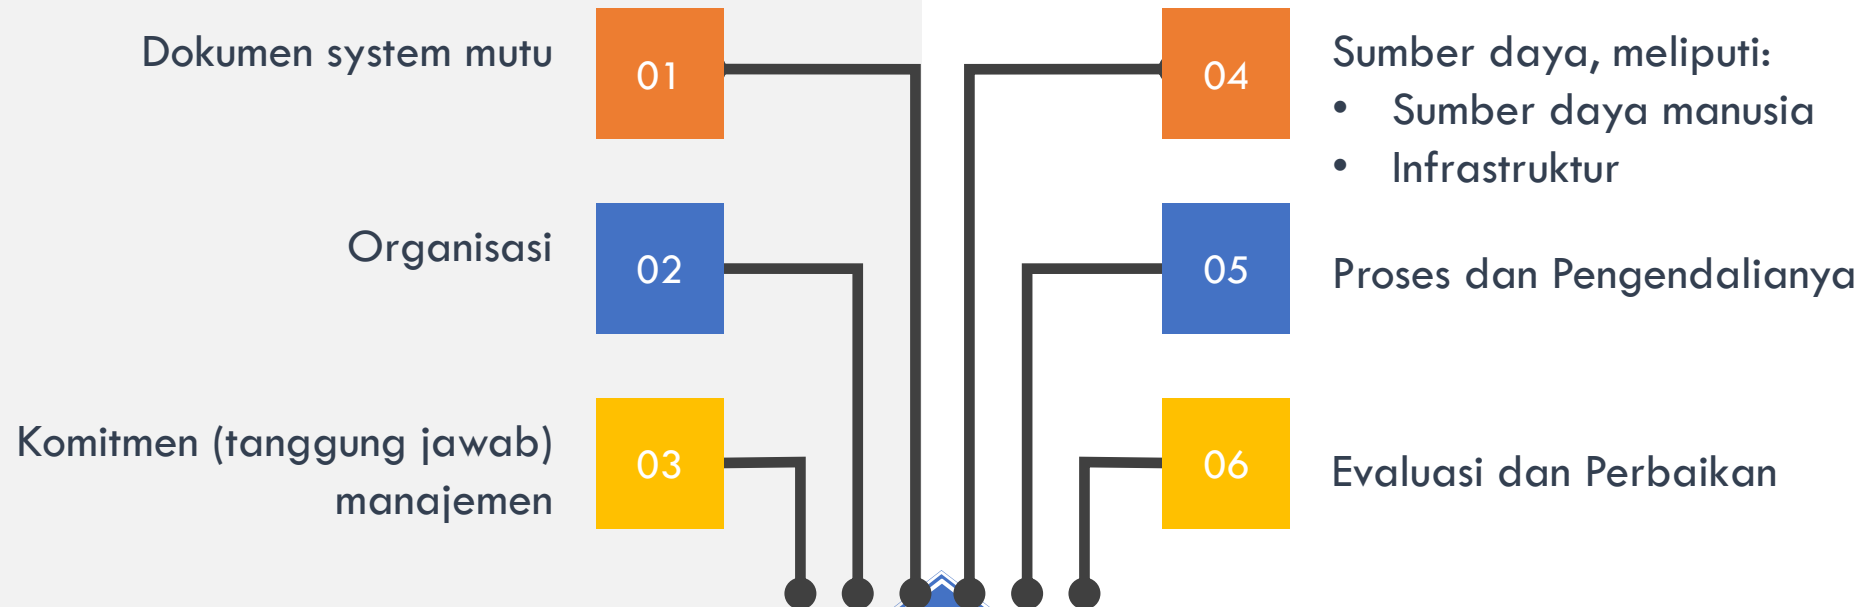 Dokumen system mutu
01
Organisasi
02
Komitmen (tanggung jawab)
manajemen
03
04
Sumber daya, meliputi:
• Sumber daya manusia
• Infrastruktur
05
Proses dan Pengendalianya
06
Evaluasi dan Perbaikan